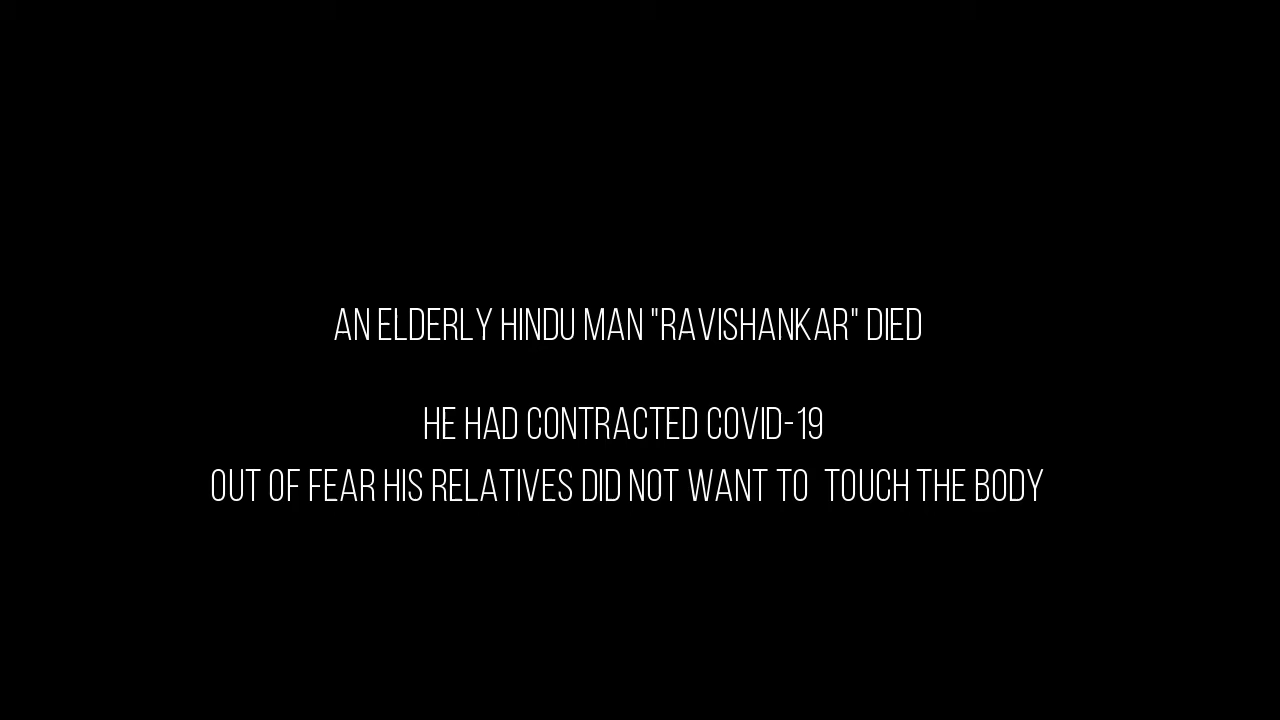 AN ELDERLY HINDU MAN "RAVISHANKAR" DIED
HE HAD CONTRACTED COVID-19
OUT OF FEAR HIS RELATIVES DID NOT WANT TO TOUCH THE BODY